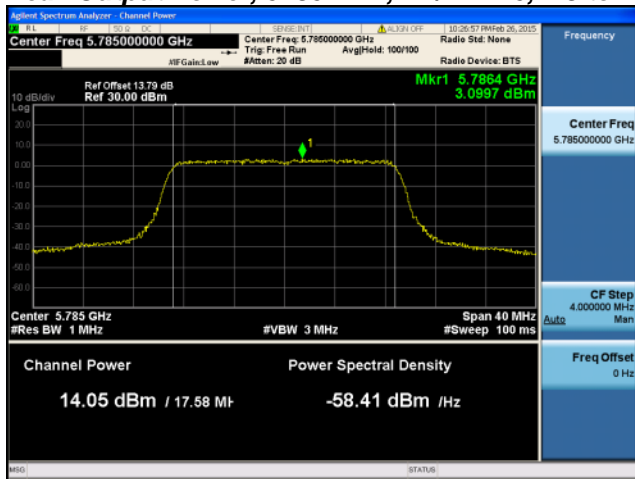 Agilent Spectrum Analyzer - Channel Power
RL RF 50 Ω DC SENSE:INT ALIGN OFF 10:26:57 PM Feb 26, 2015
Center Freq 5.785000000 GHz
Center Freq: 5.785000000 GHz
Radio Std: None
Trig: Free Run Avg|Hold: 100/100
#IFGain:Low #Atten: 20 dB Radio Device: BTS
Frequency
Ref Offset 13.79 dB
Mkr1 5.7864 GHz
10 dB/div Ref 30.00 dBm
3.0997 dBm
Log
20.0
10.0
0.00
-10.0
-20.0
-30.0
-40.0
-50.0
-60.0
1
Center Freq
5.785000000 GHz
Center 5.785 GHz Span 40 MHz
#Res BW 1 MHz #VBW 3 MHz #Sweep 100 ms
CF Step
4.000000 MHz
Auto Man
Channel Power Power Spectral Density
14.05 dBm / 17.58 MH -58.41 dBm /Hz
Freq Offset
0 Hz
MSG STATUS